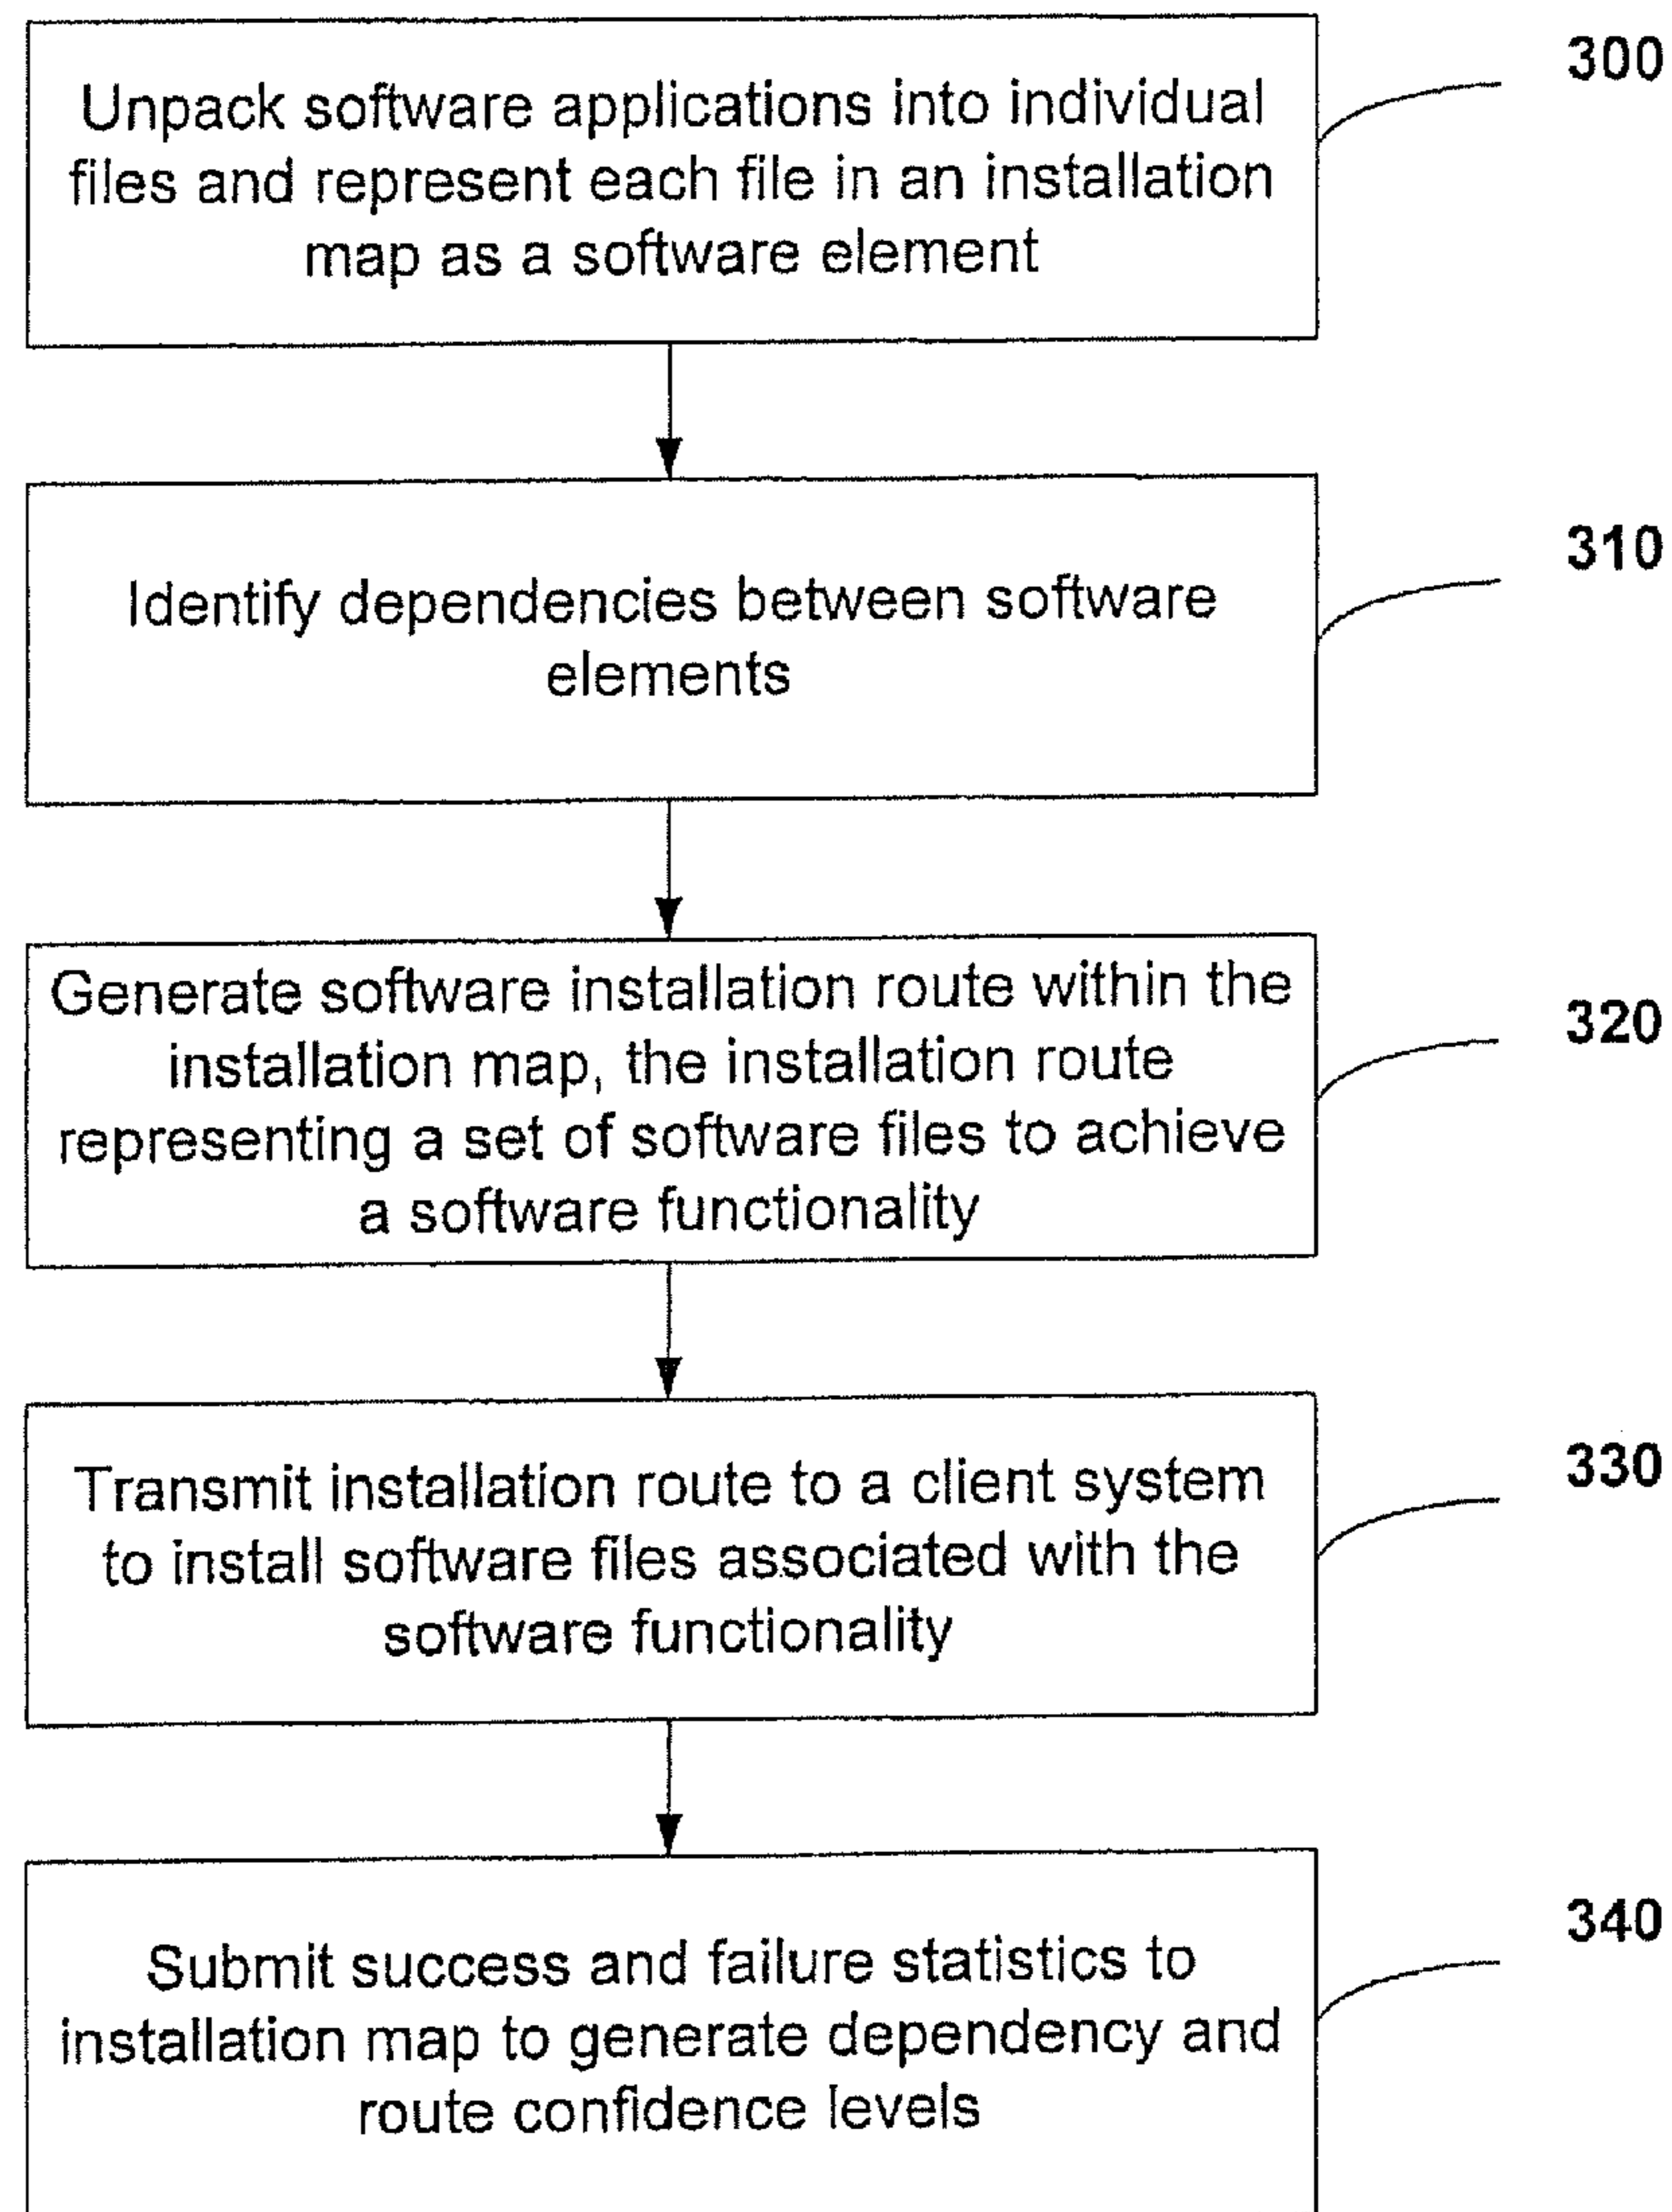 300
Unpack software applications into individual
files and represent each file in an installation
map as a software element
310
Identify dependencies between software
elements
320
Generate software installation route within the
installation map, the installation route
representing a set of software files to achieve
a software functionality
330
Transmit installation route to a client system
to install software files associated with the
software functionality
340
Submit success and failure statistics to
installation map to generate dependency and
route confidence levels